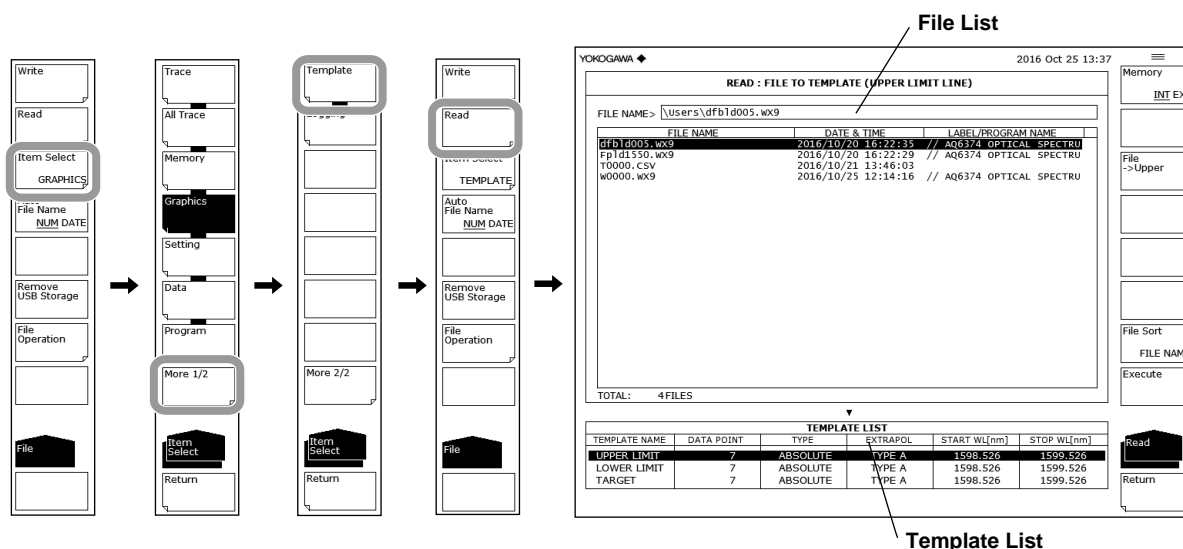 File List
Write
Read
Item Select
GRAPHICS
File Name
NUM DATE
Remove
USB Storage
File
Operation
File
Trace
All Trace
Memory
Graphics
Setting
Data
Program
More 1/2
Item
Select
Return
Template
More 2/2
Item
Select
Return
Write
Read
TEMPLATE
Auto
File Name
NUM DATE
Remove
USB Storage
File
Operation
File
YOKOGAWA 2016 Oct 25 13:37
READ : FILE TO TEMPLATE (UPPER LIMIT LINE)
FILE NAME> \Users\dfbld005.WX9
FILE NAME DATE & TIME LABEL/PROGRAM NAME
dfbld005.WX9 2016/10/20 16:22:35 // AQ6374 OPTICAL SPECTRU
Fpld1550.WX9 2016/10/20 16:22:29 // AQ6374 OPTICAL SPECTRU
T0000.CSV 2016/10/21 13:46:03
W0000.WX9 2016/10/25 12:14:16 // AQ6374 OPTICAL SPECTRU
TOTAL: 4FILES
TEMPLATE LIST
TEMPLATE NAME DATA POINT TYPE EXTRAPOL START WL[nm] STOP WL[nm]
UPPER LIMIT 7 ABSOLUTE TYPE A 1598.526 1599.526
LOWER LIMIT 7 ABSOLUTE TYPE A 1598.526 1599.526
TARGET 7 ABSOLUTE TYPE A 1598.526 1599.526
Memory
INT EX
File
->Upper
File Sort
FILE NAM
Execute
Read
Return
Template List